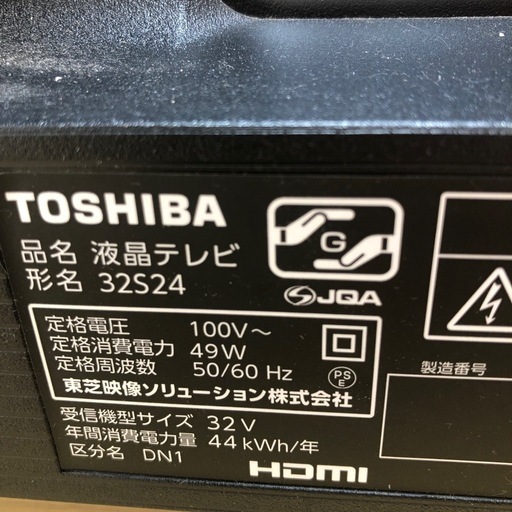 TOSHIBA
品名 液晶テレビ
形名 32S24
G
JQA
定格電圧 100V～
定格消費電力 49W
定格周波数 50/60 Hz
PS
E
東芝映像ソリューション株式会社
製造番号
受信機型サイズ 32V
年間消費電力量 44kWh/年
区分名 DN1
HDMI